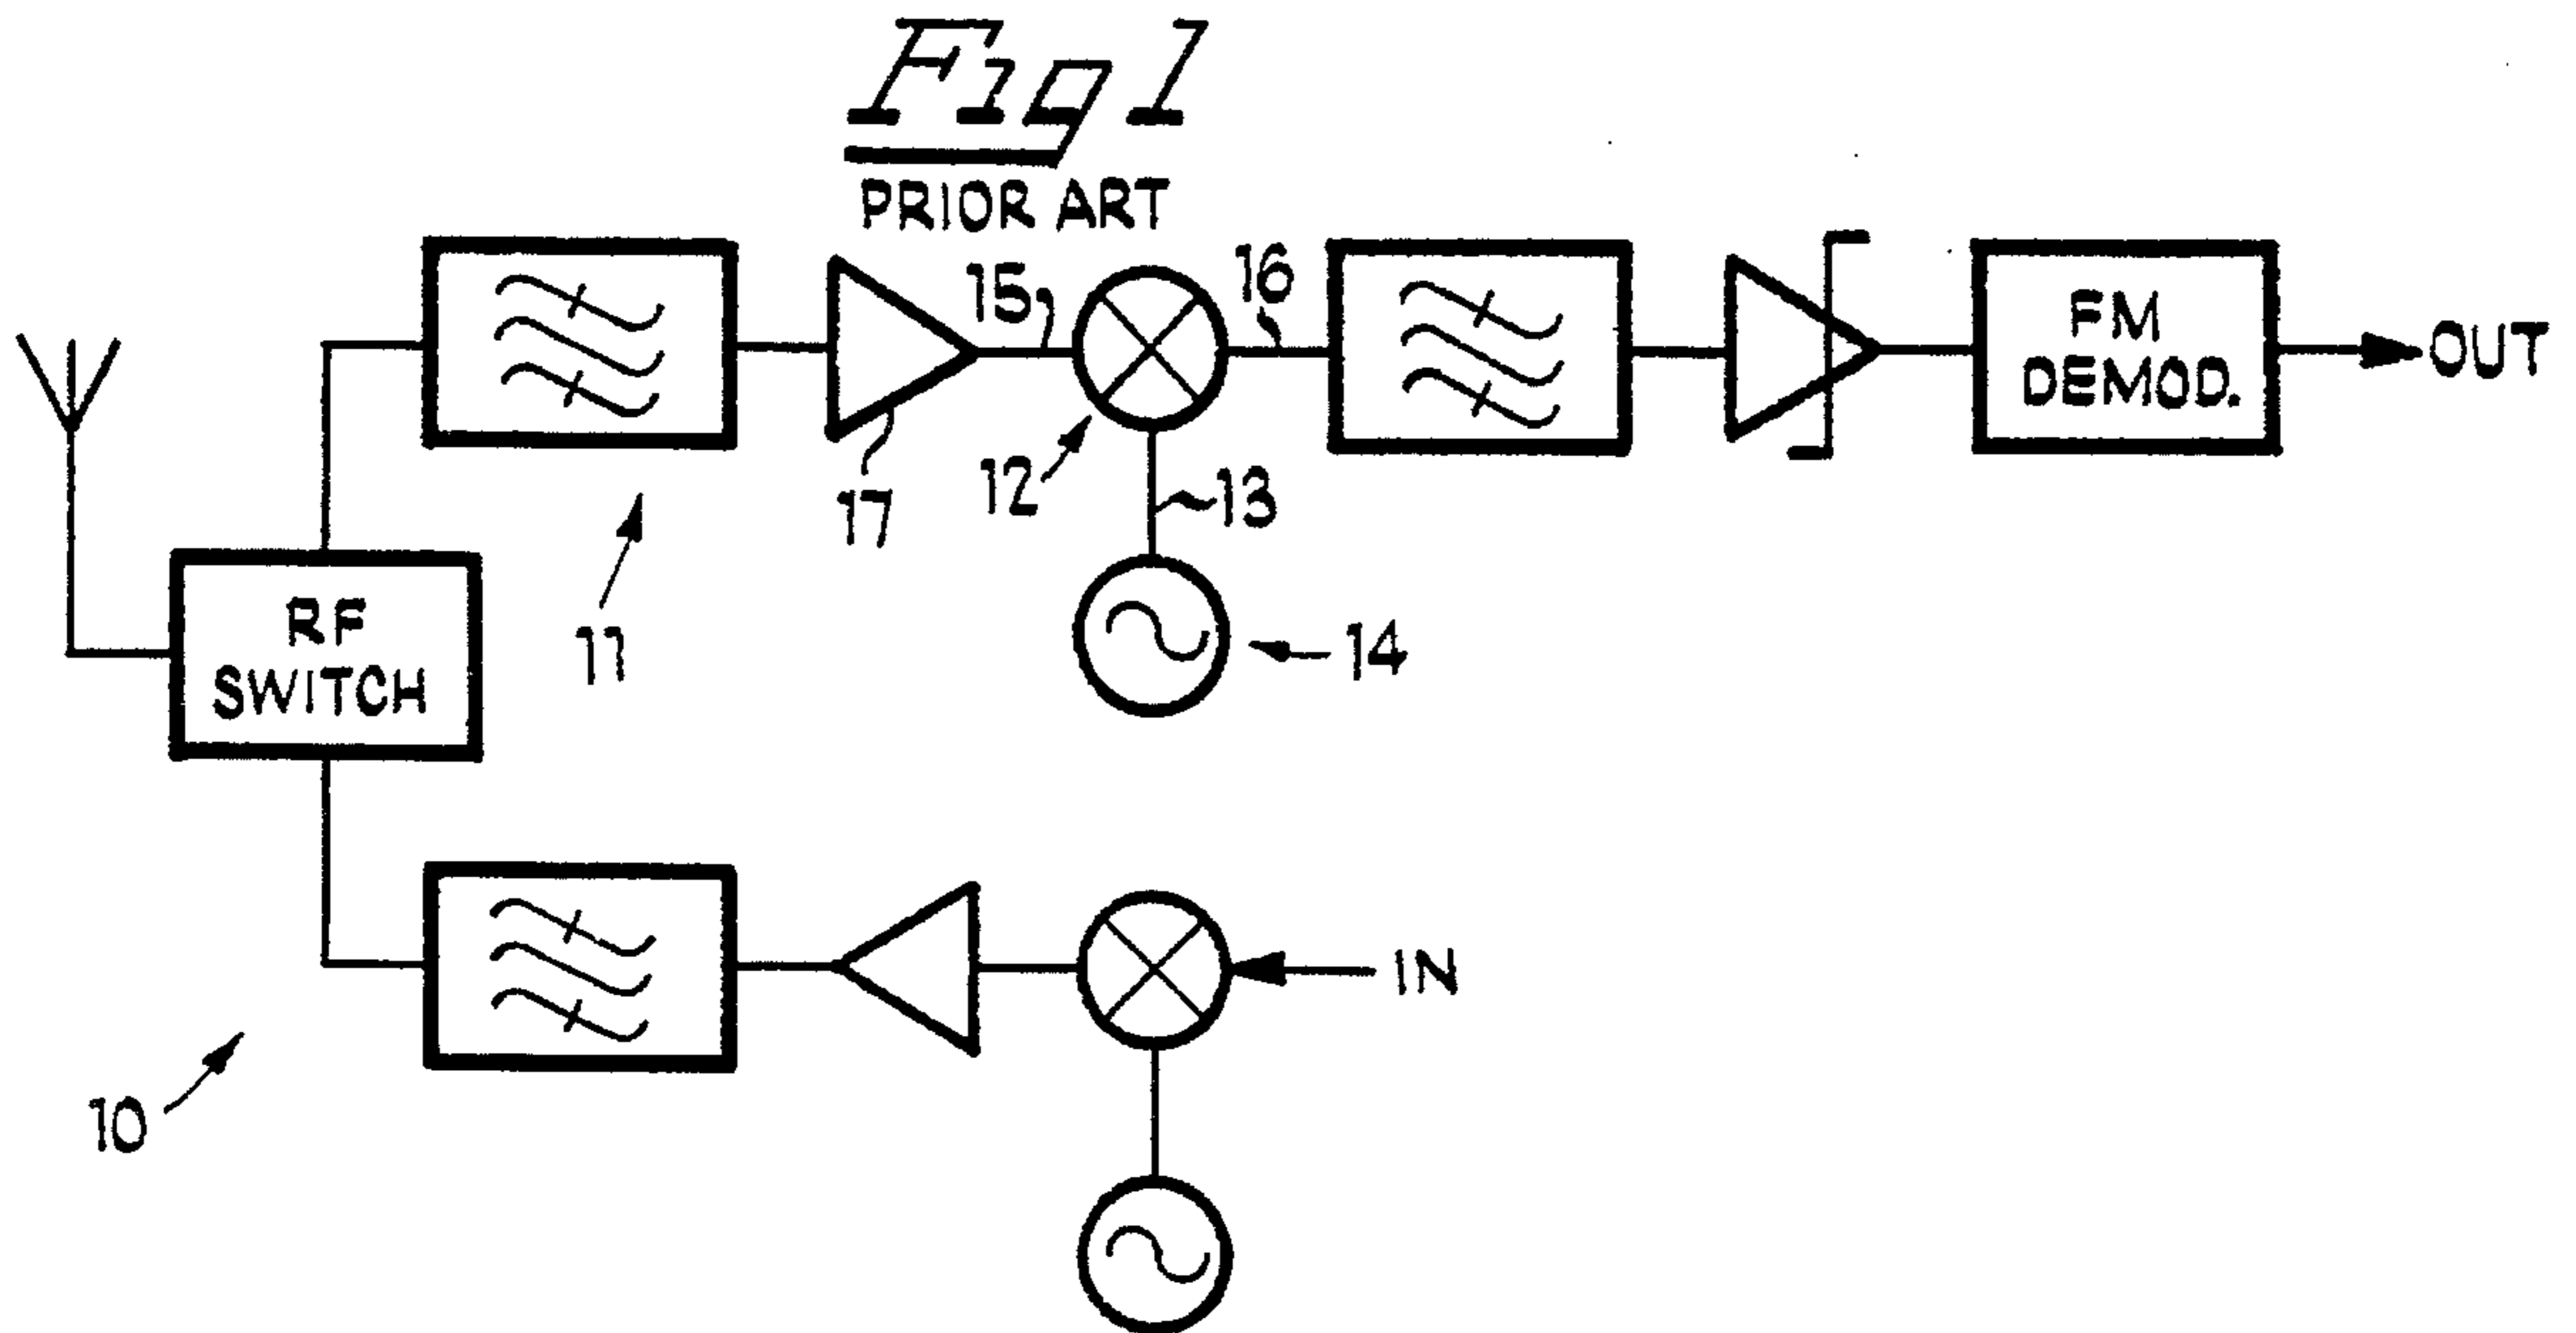 Fig 1
PRIOR ART
15
16
FM
DEMOD.
OUT
17
12
13
RF
SWITCH
11
14
IN
10